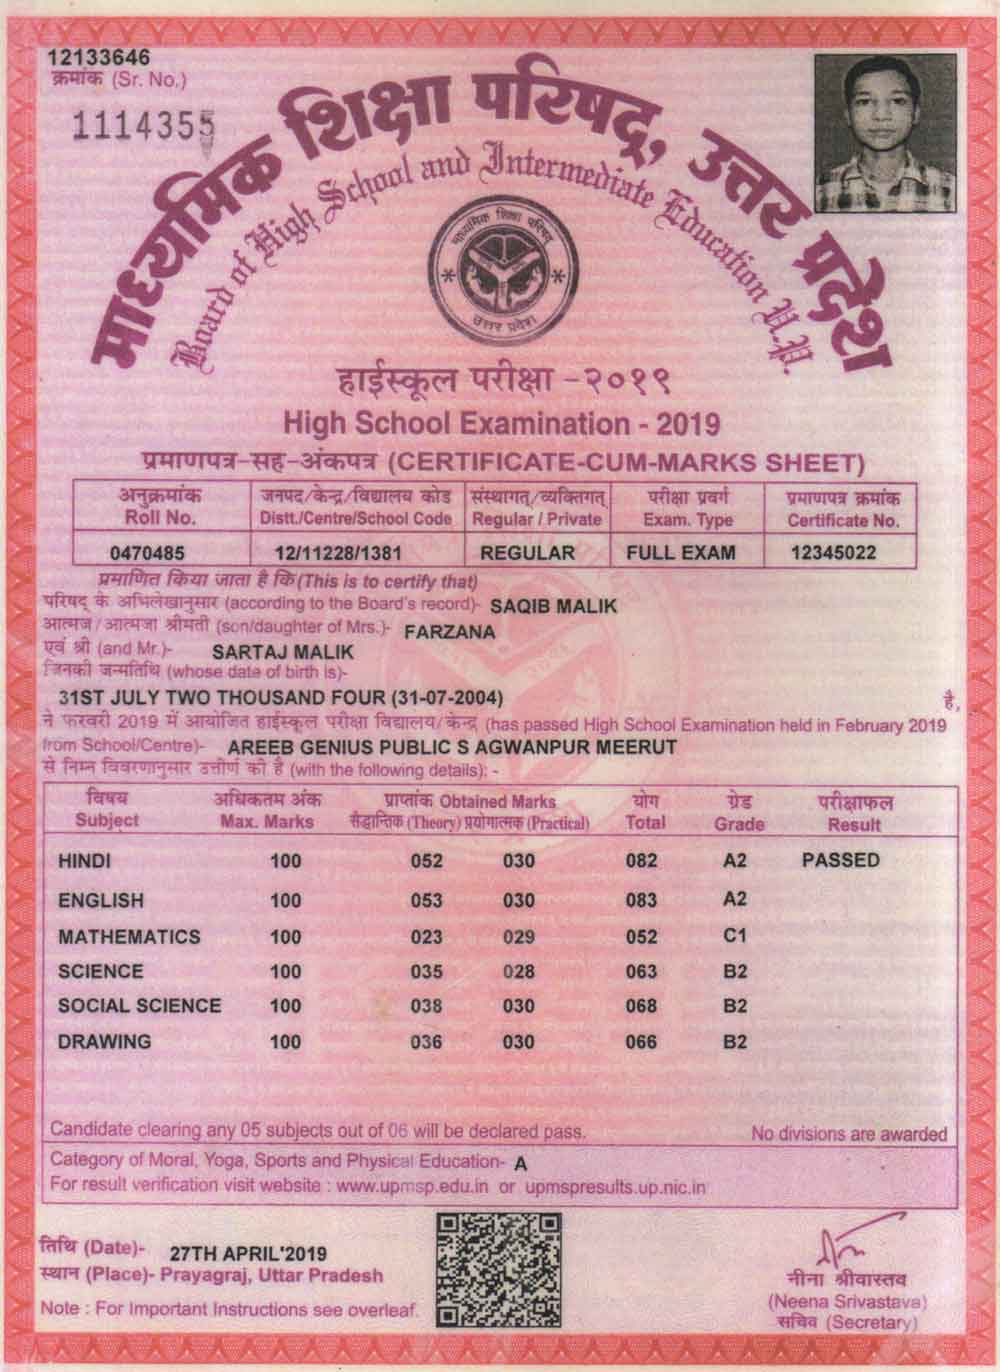 12133646
क्रमांक (Sr. No.)
1114355
माध्यमिक शिक्षा परिषद्, उत्तर प्रदेश
Board of High School and Intermediate Education U.P.
माध्यमिक शिक्षा परिषद्
उत्तर प्रदेश
हाईस्कूल परीक्षा -२०१९
High School Examination - 2019
प्रमाणपत्र-सह-अंकपत्र (CERTIFICATE-CUM-MARKS SHEET)
अनुक्रमांक जनपद/केन्द्र/विद्यालय कोड संस्थागत्/व्यक्तिगत् परीक्षा प्रवर्ग प्रमाणपत्र क्रमांक
Roll No. Distt./Centre/School Code Regular / Private Exam. Type Certificate No.
0470485 12/11228/1381 REGULAR FULL EXAM 12345022
प्रमाणित किया जाता है कि (This is to certify that)
परिषद् के अभिलेखानुसार (according to the Board's record)- SAQIB MALIK
आत्मज/आत्मजा श्रीमती (son/daughter of Mrs.)- FARZANA
एवं श्री (and Mr.)- SARTAJ MALIK
जिनकी जन्मतिथि (whose date of birth is)-
31ST JULY TWO THOUSAND FOUR (31-07-2004) है,
ने फरवरी 2019 में आयोजित हाईस्कूल परीक्षा विद्यालय/केन्द्र (has passed High School Examination held in February 2019
from School/Centre)- AREEB GENIUS PUBLIC S AGWANPUR MEERUT
से निम्न विवरणानुसार उत्तीर्ण की है (with the following details): -
विषय अधिकतम अंक प्राप्तांक Obtained Marks योग ग्रेड परीक्षाफल
Subject Max. Marks सैद्धान्तिक (Theory) प्रयोगात्मक (Practical) Total Grade Result
HINDI 100 052 030 082 A2 PASSED
ENGLISH 100 053 030 083 A2
MATHEMATICS 100 023 029 052 C1
SCIENCE 100 035 028 063 B2
SOCIAL SCIENCE 100 038 030 068 B2
DRAWING 100 036 030 066 B2
Candidate clearing any 05 subjects out of 06 will be declared pass. No divisions are awarded
Category of Moral, Yoga, Sports and Physical Education- A
For result verification visit website : www.upmsp.edu.in or upmspresults.up.nic.in
तिथि (Date)- 27TH APRIL'2019
स्थान (Place)- Prayagraj, Uttar Pradesh
Note : For Important Instructions see overleaf.
नीना श्रीवास्तव
(Neena Srivastava)
सचिव (Secretary)